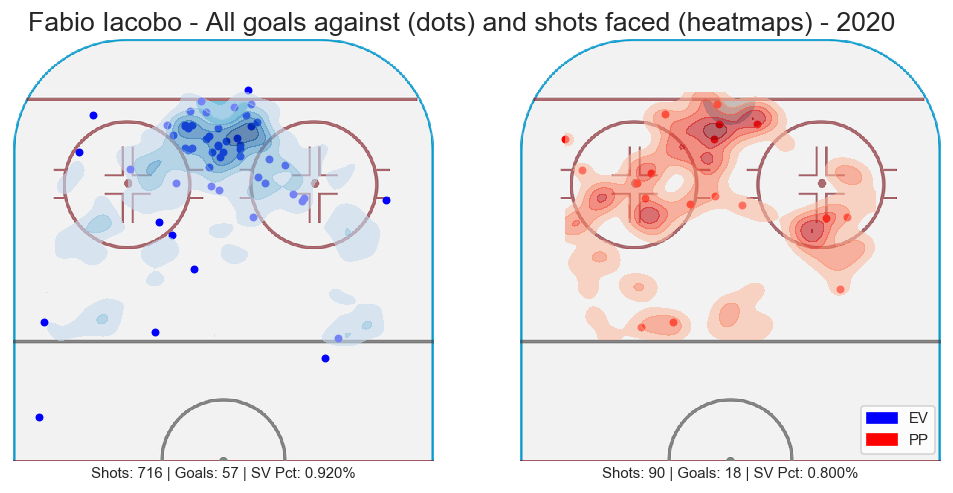 Fabio Iacobo - All goals against (dots) and shots faced (heatmaps) - 2020
EV
PP
Shots: 716 | Goals: 57 | SV Pct: 0.920%
Shots: 90 | Goals: 18 | SV Pct: 0.800%